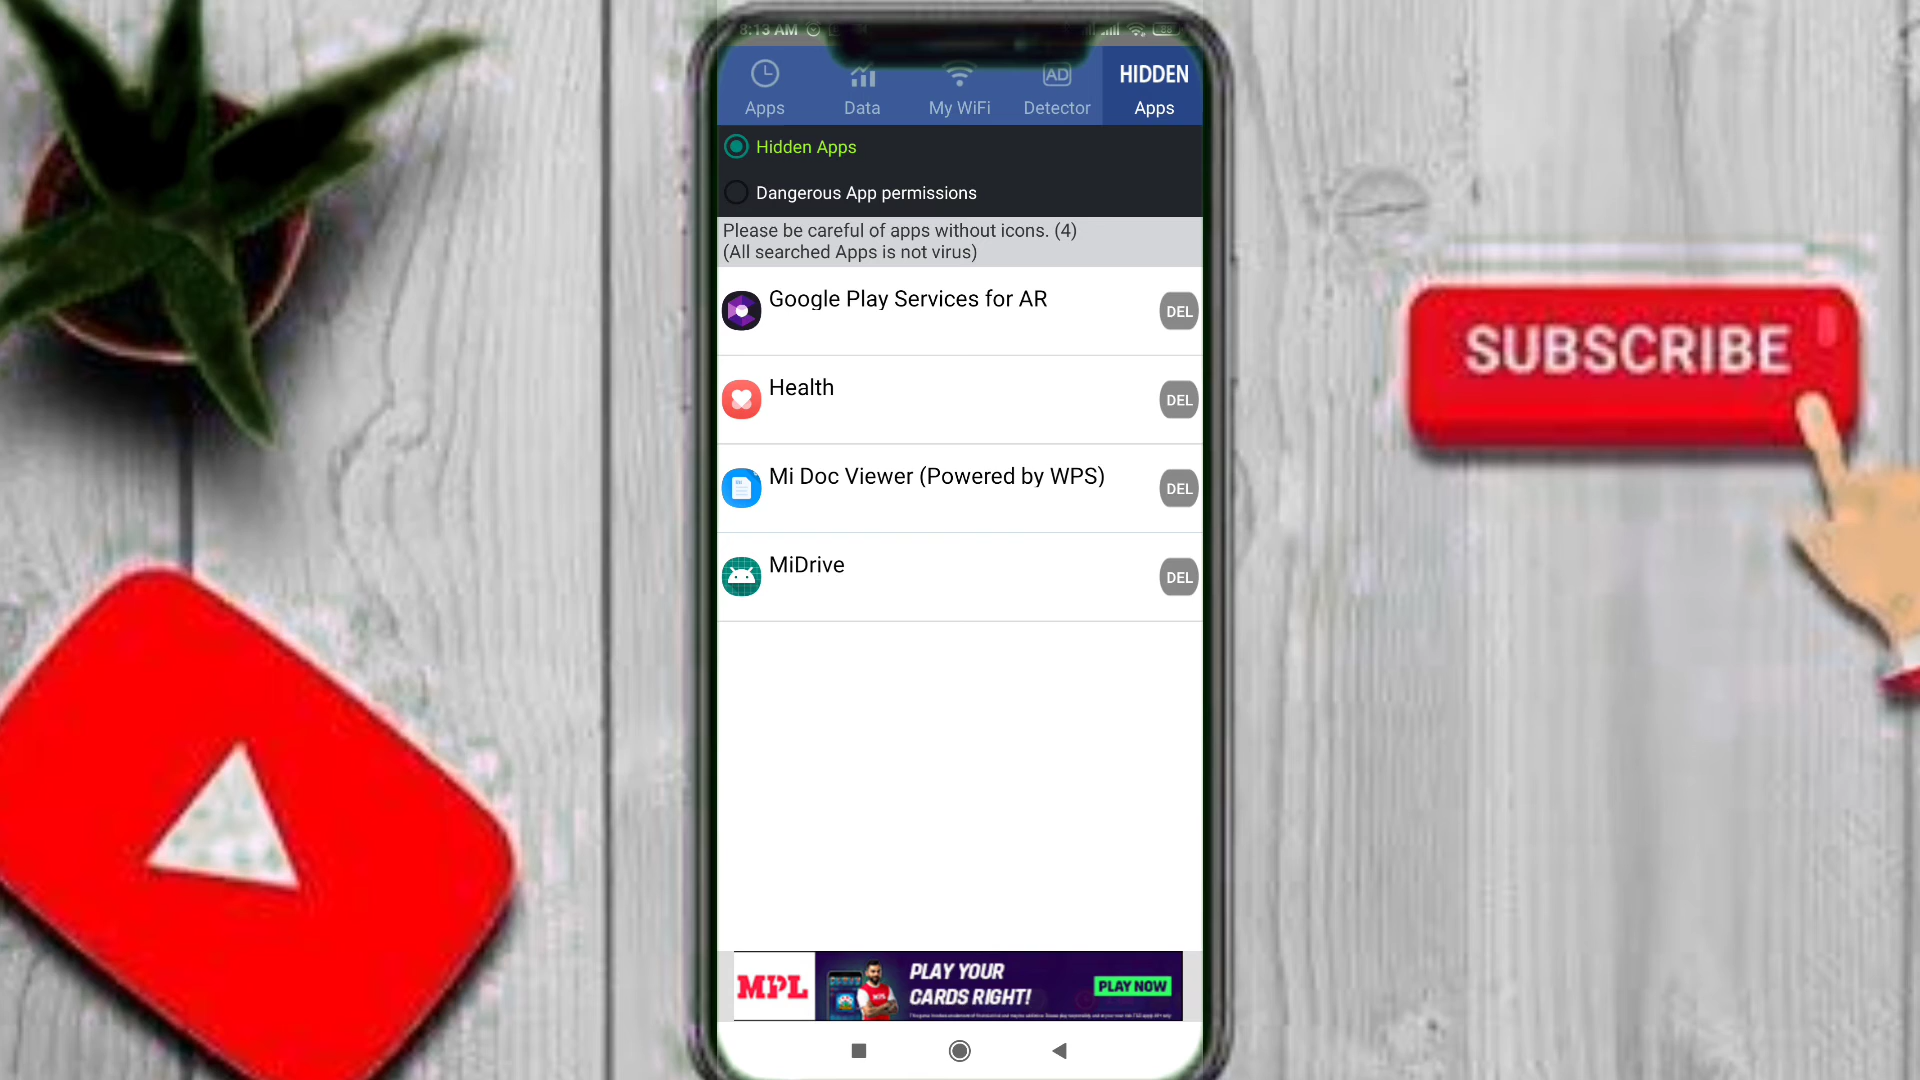 8:13 AM
Apps
Data
My WiFi
AD
Detector
HIDDEN
Apps
Hidden Apps
Dangerous App permissions
Please be careful of apps without icons. (4)
(All searched Apps is not virus)
Google Play Services for AR
DEL
Health
DEL
Mi Doc Viewer (Powered by WPS)
DEL
MiDrive
DEL
MPL
PLAY YOUR
CARDS RIGHT!
PLAY NOW
SUBSCRIBE